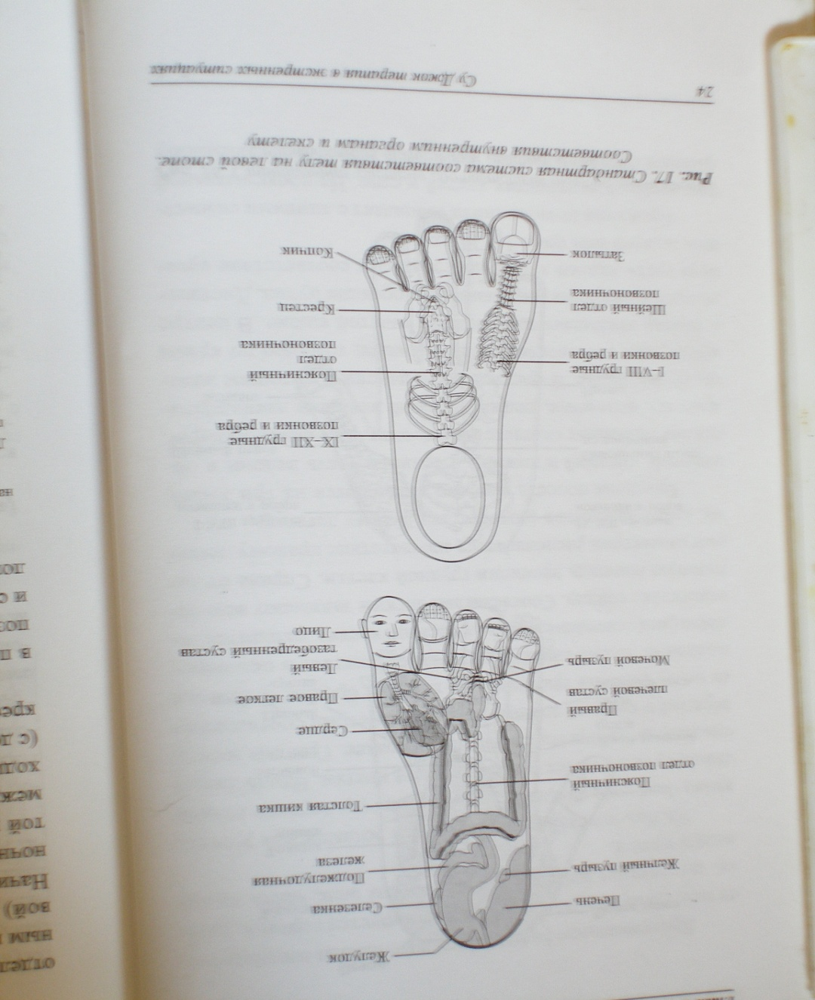 Желудок
Печень
Селезенка
Желчный пузырь
Поджелудочная
железа
Толстая кишка
Поясничный
отдел позвоночника
Сердце
Правый
плечевой сустав
Правое легкое
Мочевой пузырь
Левый
тазобедренный сустав
Лицо
IX–XII грудные
позвонки и ребра
I–VIII грудные
позвонки и ребра
Поясничный
отдел
позвоночника
Шейный отдел
позвоночника
Крестец
Затылок
Копчик
Рис. 17. Стандартная система соответствия телу на левой стопе.
Соответствия внутренним органам и скелету
24 Су Джок терапия в экстренных ситуациях